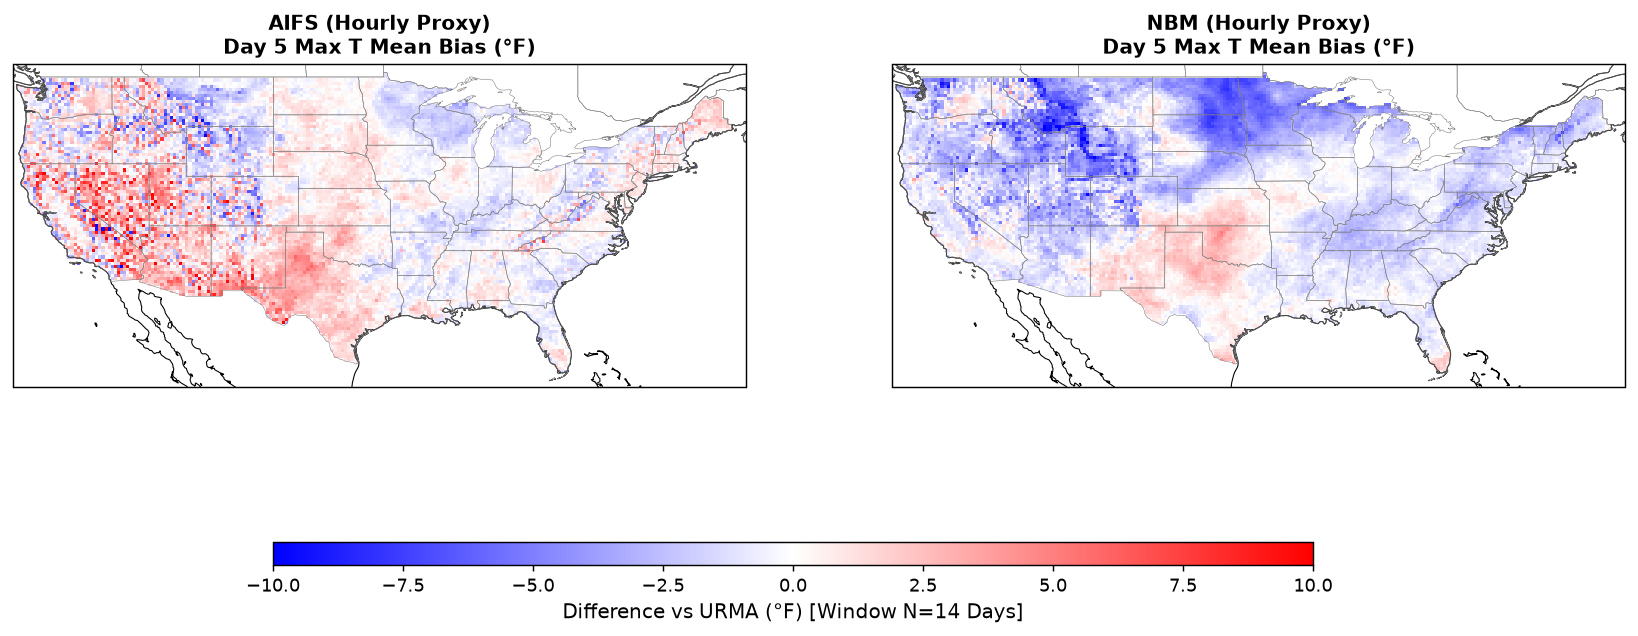 AIFS (Hourly Proxy)
Day 5 Max T Mean Bias (°F)
NBM (Hourly Proxy)
Day 5 Max T Mean Bias (°F)
−10.0 −7.5 −5.0 −2.5 0.0 2.5 5.0 7.5 10.0
Difference vs URMA (°F) [Window N=14 Days]